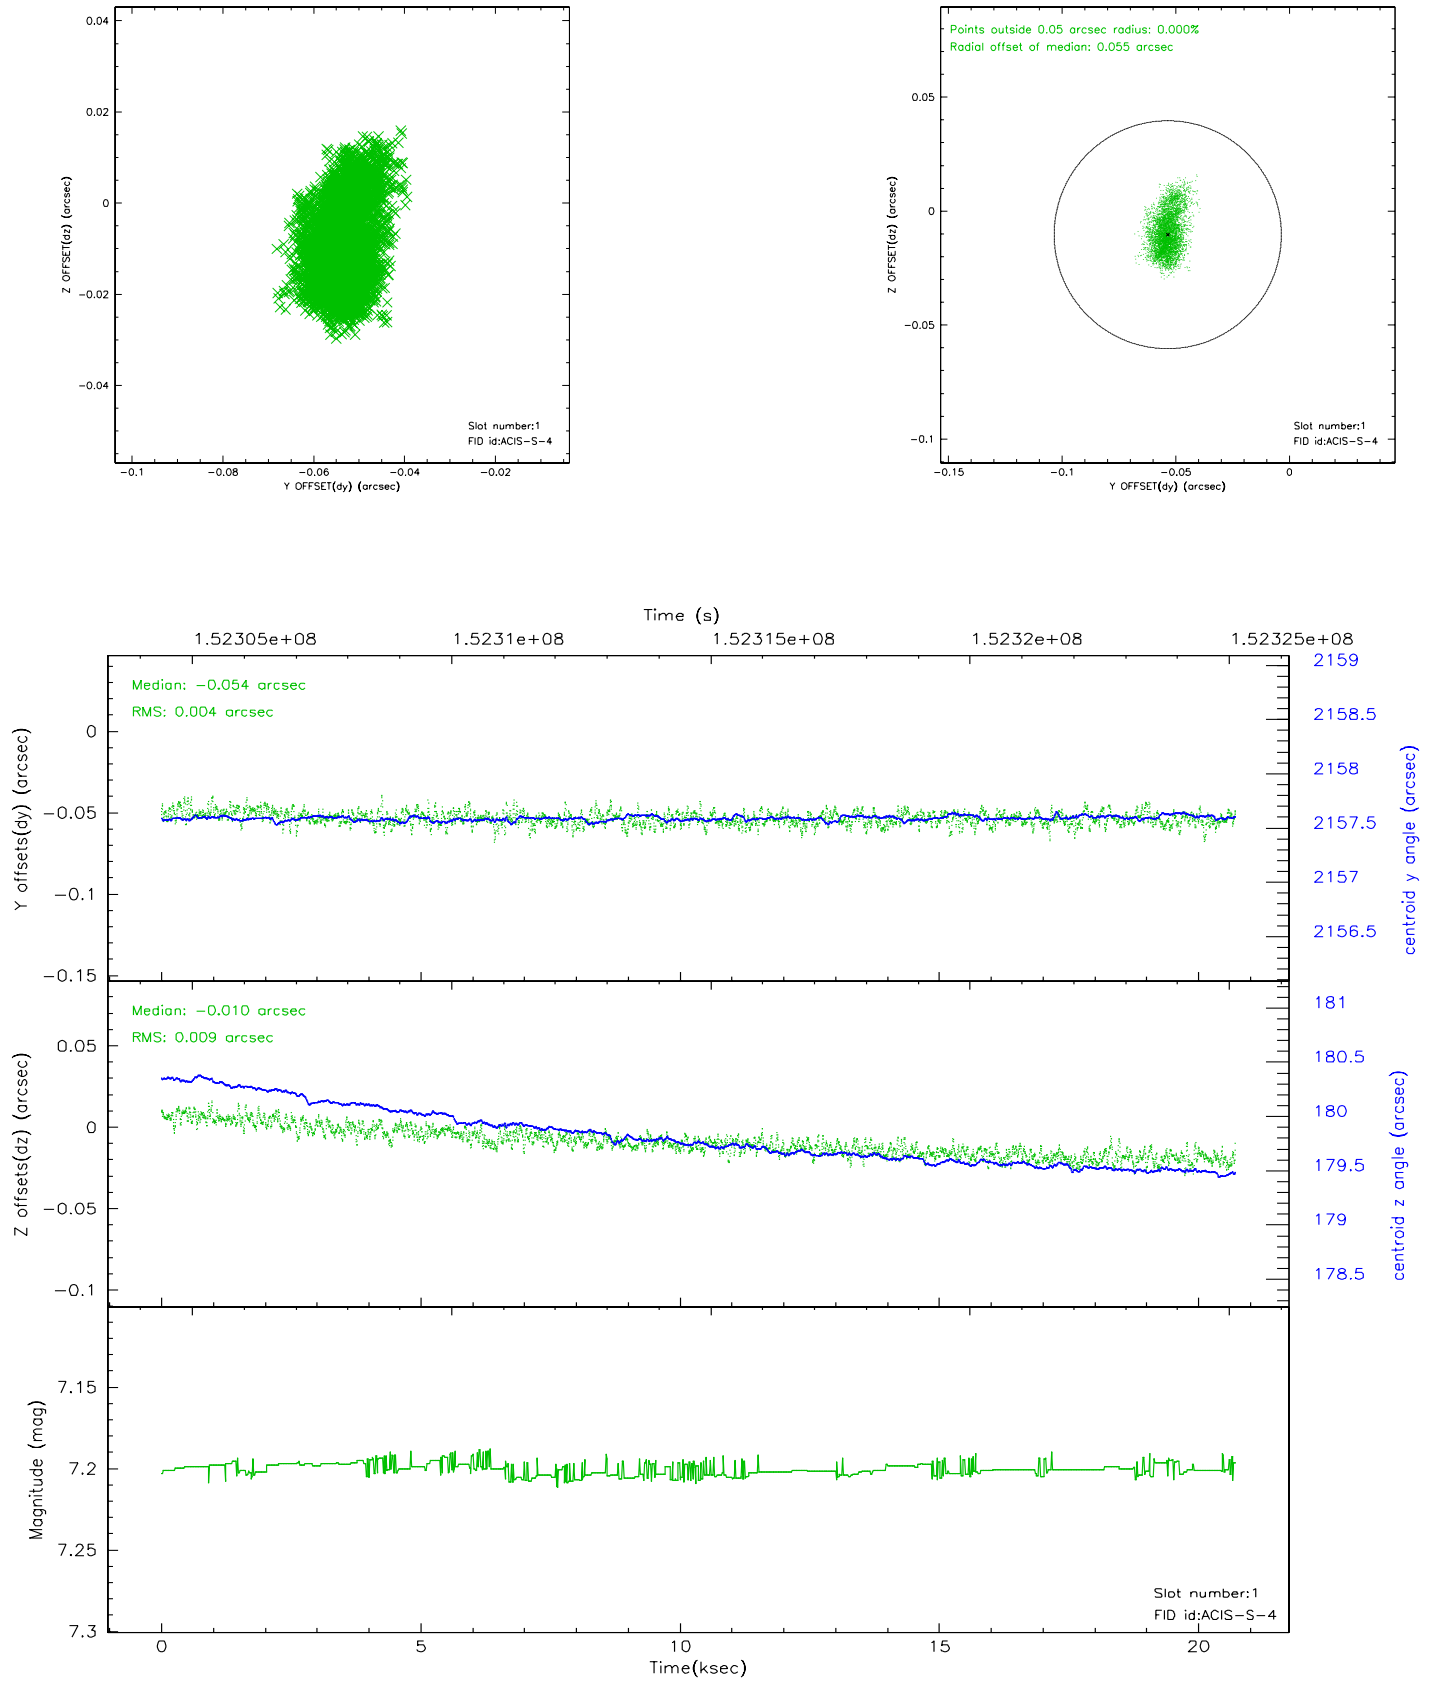 0.04
0.02
0
−0.02
−0.04
Z OFFSET(dz) (arcsec)
−0.1
−0.08
−0.06
−0.04
−0.02
Y OFFSET(dy) (arcsec)
Slot number:1
FID id:ACIS−S−4
Points outside 0.05 arcsec radius: 0.000%
Radial offset of median: 0.055 arcsec
0.05
0
−0.05
−0.1
Z OFFSET(dz) (arcsec)
−0.15
−0.1
−0.05
0
Y OFFSET(dy) (arcsec)
Slot number:1
FID id:ACIS−S−4
Time (s)
1.52305e+08
1.5231e+08
1.52315e+08
1.5232e+08
1.52325e+08
Median: −0.054 arcsec
RMS: 0.004 arcsec
0
−0.05
−0.1
−0.15
Y offsets(dy) (arcsec)
2159
2158.5
2158
2157.5
2157
2156.5
centroid y angle (arcsec)
Median: −0.010 arcsec
RMS: 0.009 arcsec
0.05
0
−0.05
−0.1
Z offsets(dz) (arcsec)
181
180.5
180
179.5
179
178.5
centroid z angle (arcsec)
7.15
7.2
7.25
7.3
Magnitude (mag)
Slot number:1
FID id:ACIS−S−4
0
5
10
15
20
Time(ksec)